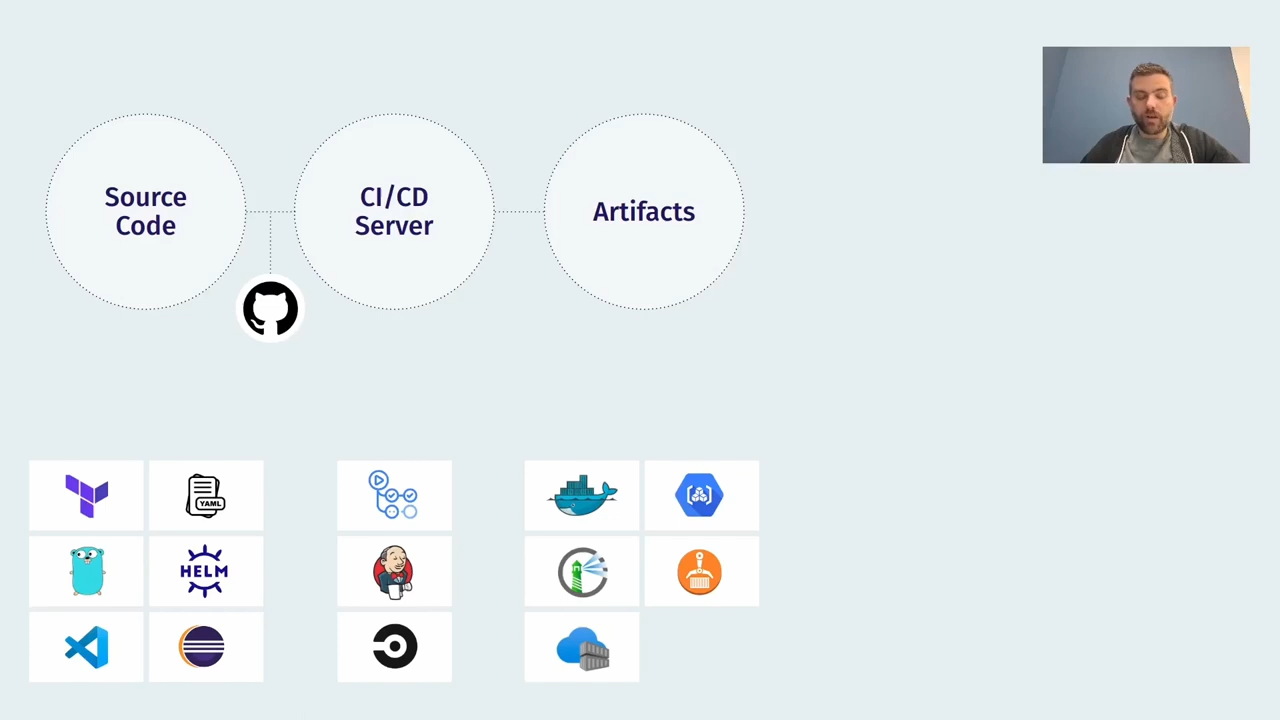 Source
Code
CI/CD
Server
Artifacts
YAML
HELM